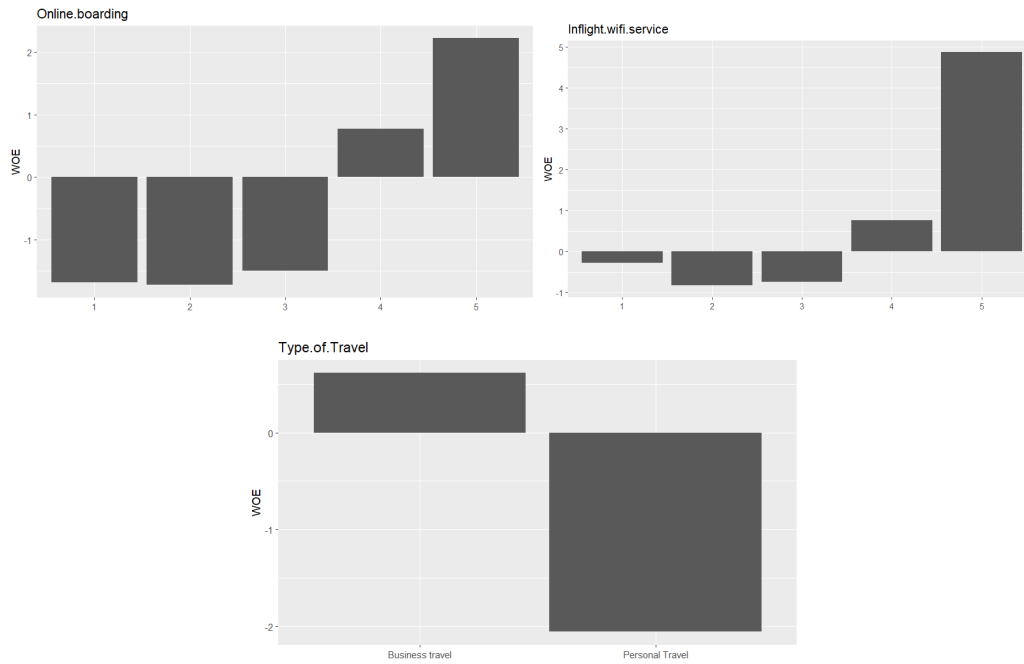 Online.boarding
WOE
2
1
0
-1
1 2 3 4 5
Inflight.wifi.service
WOE
5
4
3
2
1
0
-1
1 2 3 4 5
Type.of.Travel
WOE
0
-1
-2
Business travel Personal Travel